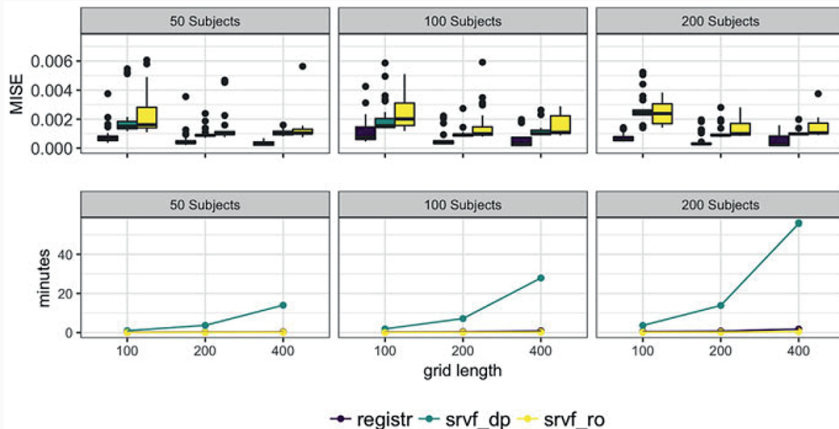 50 Subjects 100 Subjects 200 Subjects
MISE
0.006
0.004
0.002
0.000
50 Subjects 100 Subjects 200 Subjects
minutes
40
20
0
100 200 400 100 200 400 100 200 400
grid length
registr srvf_dp srvf_ro